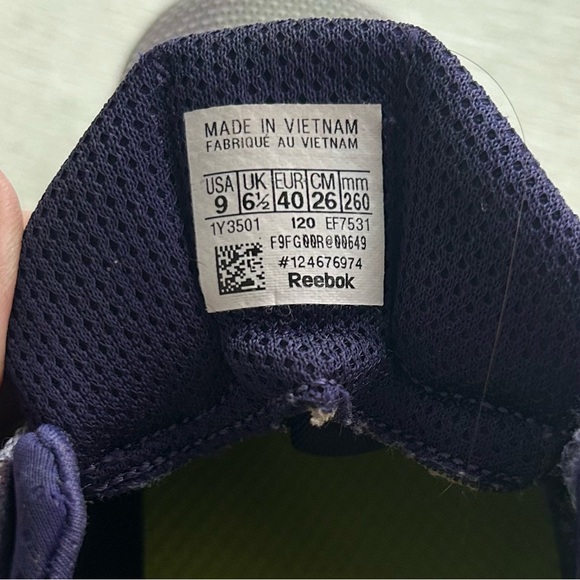 MADE IN VIETNAM
FABRIQUÉ AU VIETNAM
USA UK EUR CM mm
9 6½ 40 26 260
1Y3501 120 EF7531
F9FG00R@00649
#124676974
Reebok